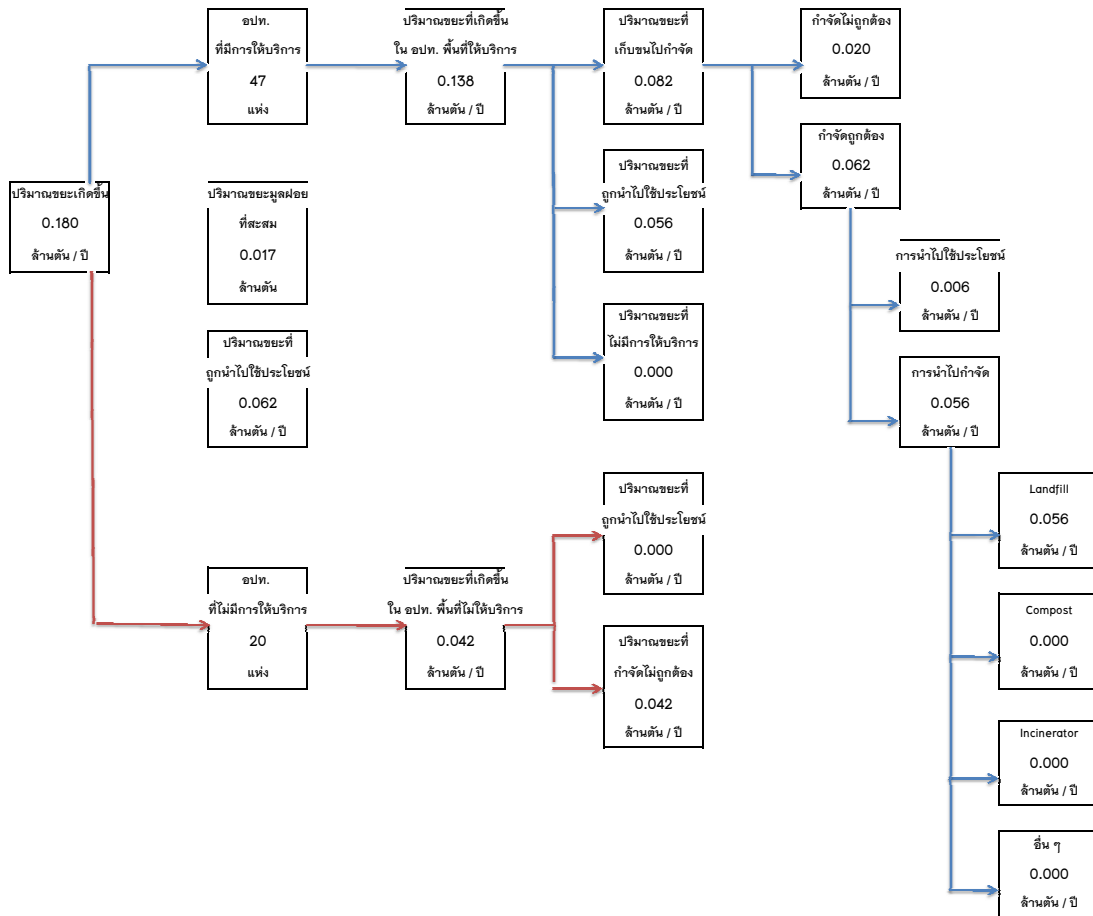 ปริมาณขยะเกิดขึ้น
0.180
ล้านตัน / ปี
อปท.
ที่มีการให้บริการ
47
แห่ง
ปริมาณขยะที่เกิดขึ้น
ใน อปท. พื้นที่ให้บริการ
0.138
ล้านตัน / ปี
ปริมาณขยะที่
เก็บขนไปกำจัด
0.082
ล้านตัน / ปี
กำจัดไม่ถูกต้อง
0.020
ล้านตัน / ปี
กำจัดถูกต้อง
0.062
ล้านตัน / ปี
ปริมาณขยะมูลฝอย
ที่สะสม
0.017
ล้านตัน
ปริมาณขยะที่
ถูกนำไปใช้ประโยชน์
0.056
ล้านตัน / ปี
การนำไปใช้ประโยชน์
0.006
ล้านตัน / ปี
ปริมาณขยะที่
ถูกนำไปใช้ประโยชน์
0.062
ล้านตัน / ปี
ปริมาณขยะที่
ไม่มีการให้บริการ
0.000
ล้านตัน / ปี
การนำไปกำจัด
0.056
ล้านตัน / ปี
อปท.
ที่ไม่มีการให้บริการ
20
แห่ง
ปริมาณขยะที่เกิดขึ้น
ใน อปท. พื้นที่ไม่ให้บริการ
0.042
ล้านตัน / ปี
ปริมาณขยะที่
ถูกนำไปใช้ประโยชน์
0.000
ล้านตัน / ปี
ปริมาณขยะที่
กำจัดไม่ถูกต้อง
0.042
ล้านตัน / ปี
Landfill
0.056
ล้านตัน / ปี
Compost
0.000
ล้านตัน / ปี
Incinerator
0.000
ล้านตัน / ปี
อื่น ๆ
0.000
ล้านตัน / ปี